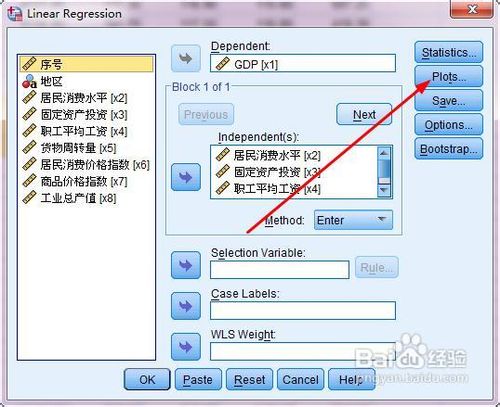 Linear Regression
序号
地区
居民消费水平 [x2]
固定资产投资 [x3]
职工平均工资 [x4]
货物周转量 [x5]
居民消费价格指数 [x6]
商品价格指数 [x7]
工业总产值 [x8]
Dependent:
GDP [x1]
Block 1 of 1
Previous
Next
Independent(s):
居民消费水平 [x2]
固定资产投资 [x3]
职工平均工资 [x4]
Method:
Enter
Selection Variable:
Rule...
Case Labels:
WLS Weight:
Statistics...
Plots...
Save...
Options...
Bootstrap...
OK
Paste
Reset
Cancel
Help
Baidu经验
jingyan.baidu.com